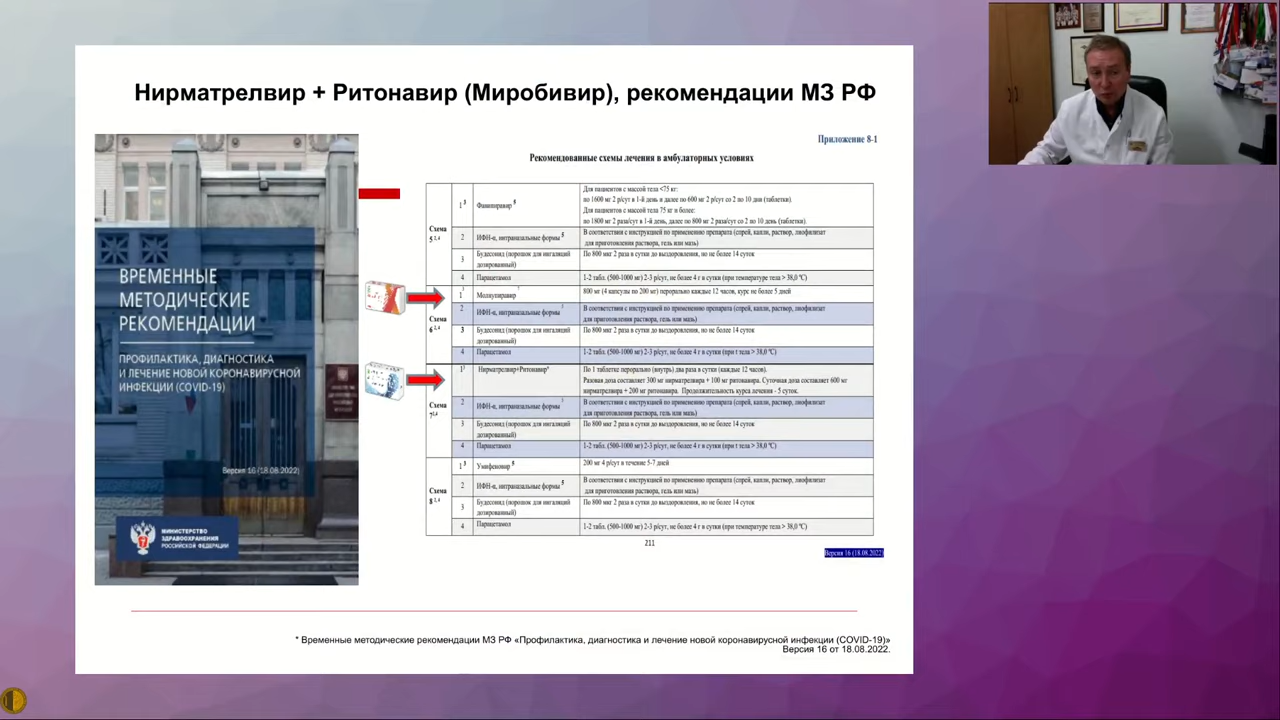 Нирматрелвир + Ритонавир (Миробивир), рекомендации МЗ РФ
ВРЕМЕННЫЕ
МЕТОДИЧЕСКИЕ
РЕКОМЕНДАЦИИ
ПРОФИЛАКТИКА, ДИАГНОСТИКА
И ЛЕЧЕНИЕ НОВОЙ КОРОНАВИРУСНОЙ
ИНФЕКЦИИ (COVID-19)
Версия 16 (18.08.2022)
МИНИСТЕРСТВО
ЗДРАВООХРАНЕНИЯ
РОССИЙСКОЙ ФЕДЕРАЦИИ
Приложение 8-1
Рекомендованные схемы лечения в амбулаторных условиях
Схема
5 2, 4
1 3 Фавипиравир 8
Для пациентов с массой тела <75 кг:
по 1600 мг 2 р/сут в 1-й день и далее по 600 мг 2 р/сут со 2 по 10 дни (таблетки).
Для пациентов с массой тела 75 кг и более:
по 1800 мг 2 раза/сут в 1-й день, далее по 800 мг 2 раза/сут со 2 по 10 день (таблетки).
2 ИФН-α, интраназальные формы 5 В соответствии с инструкцией по применению препарата (спрей, капли, раствор, лиофилизат
для приготовления раствора, гель или мазь)
3 Будесонид (порошок для ингаляций По 800 мкг 2 раза в сутки до выздоровления, но не более 14 суток
дозированный)
4 Парацетамол 1-2 табл. (500-1000 мг) 2-3 р/сут, не более 4 г в сутки (при температуре тела > 38,0 ºС)
Схема
6 2, 4
1 Молнупиравир 800 мг (4 капсулы по 200 мг) перорально каждые 12 часов, курс не более 5 дней
2 ИФН-α, интраназальные формы В соответствии с инструкцией по применению препарата (спрей, капли, раствор, лиофилизат
для приготовления раствора, гель или мазь)
3 Будесонид (порошок для ингаляций По 800 мкг 2 раза в сутки до выздоровления, но не более 14 суток
дозированный)
4 Парацетамол 1-2 табл. (500-1000 мг) 2-3 р/сут, не более 4 г в сутки (при t тела > 38,0 ºС)
Схема
7
1 Нирматрелвир+Ритонавир* По 1 таблетке перорально (внутрь) два раза в сутки (каждые 12 часов).
Разовая доза составляет 300 мг нирматрелвира + 100 мг ритонавира. Суточная доза составляет 600 мг
нирматрелвира + 200 мг ритонавира. Продолжительность курса лечения - 5 суток.
2 ИФН-α, интраназальные формы В соответствии с инструкцией по применению препарата (спрей, капли, раствор, лиофилизат
для приготовления раствора, гель или мазь)
3 Будесонид (порошок для ингаляций По 800 мкг 2 раза в сутки до выздоровления, но не более 14 суток
дозированный)
4 Парацетамол 1-2 табл. (500-1000 мг) 2-3 р/сут, не более 4 г в сутки (при t тела > 38,0 ºС)
Схема
8 2, 4
1 3 Умифеновир 8 200 мг 4 р/сут в течение 5-7 дней
2 ИФН-α, интраназальные формы 5 В соответствии с инструкцией по применению препарата (спрей, капли, раствор, лиофилизат
для приготовления раствора, гель или мазь)
3 Будесонид (порошок для ингаляций По 800 мкг 2 раза в сутки до выздоровления, но не более 14 суток
дозированный)
4 Парацетамол 1-2 табл. (500-1000 мг) 2-3 р/сут, не более 4 г в сутки (при температуре тела > 38,0 ºС)
211
Версия 16 (18.08.2022)
* Временные методические рекомендации МЗ РФ «Профилактика, диагностика и лечение новой коронавирусной инфекции (COVID-19)»
Версия 16 от 18.08.2022.